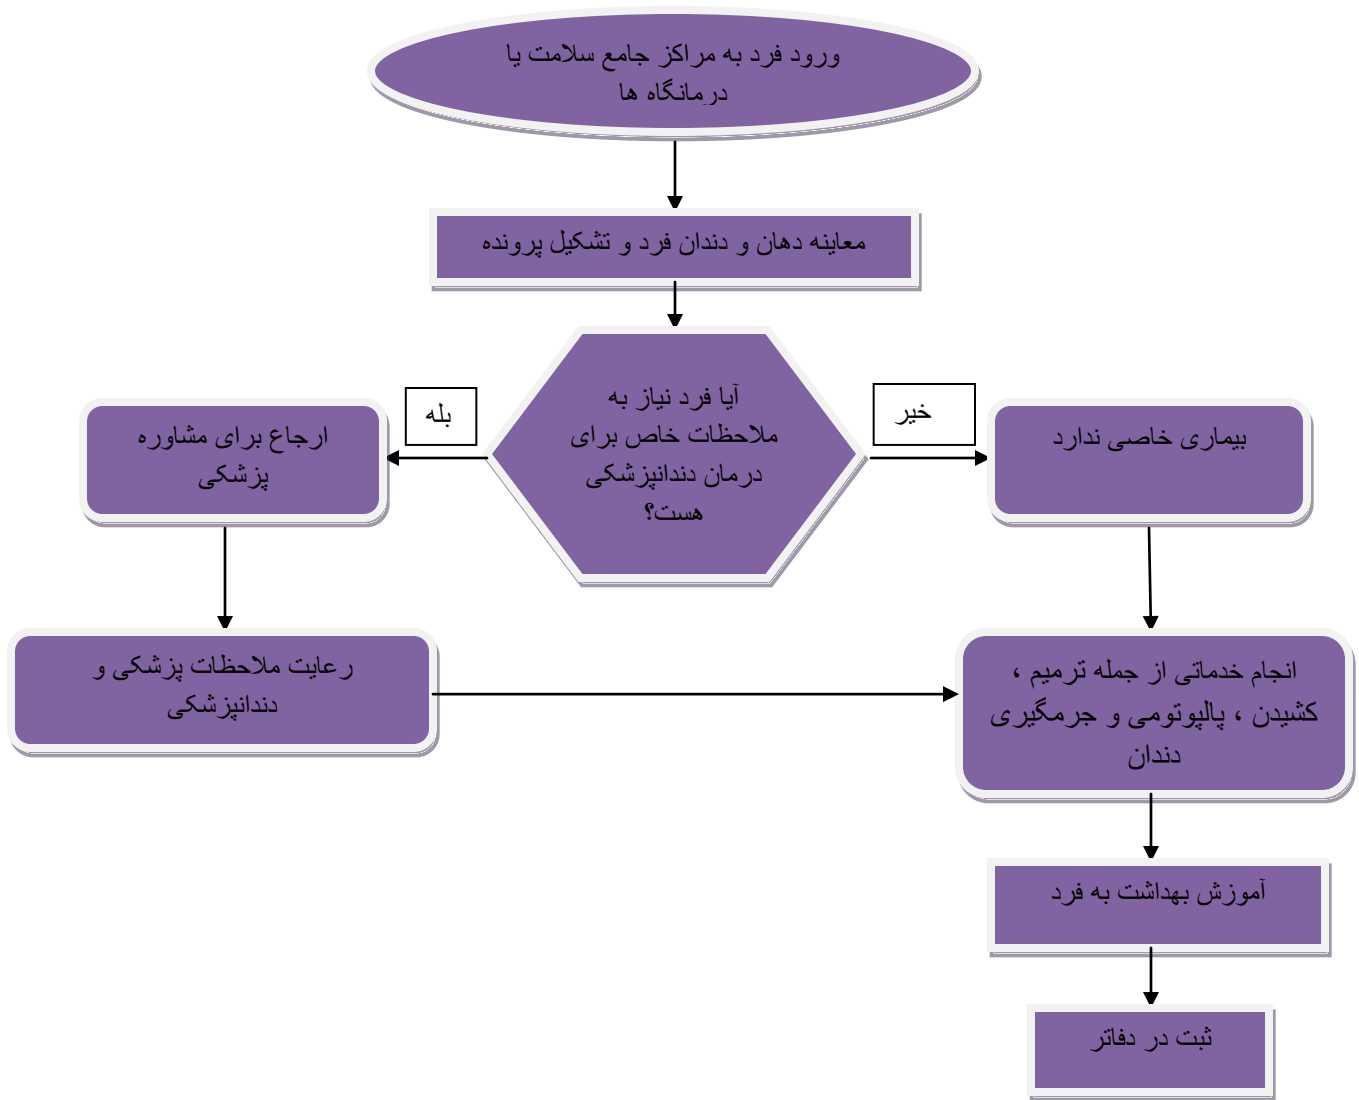 ورود فرد به مراکز جامع سلامت یا
درمانگاه ها
معاینه دهان و دندان فرد و تشکیل پرونده
آیا فرد نیاز به
ملاحظات خاص برای
درمان دندانپزشکی
هست؟
خیر
بله
بیماری خاصی ندارد
ارجاع برای مشاوره
پزشکی
رعایت ملاحظات پزشکی و
دندانپزشکی
انجام خدماتی از جمله ترمیم ،
کشیدن ، پالپوتومی و جرمگیری
دندان
آموزش بهداشت به فرد
ثبت در دفاتر